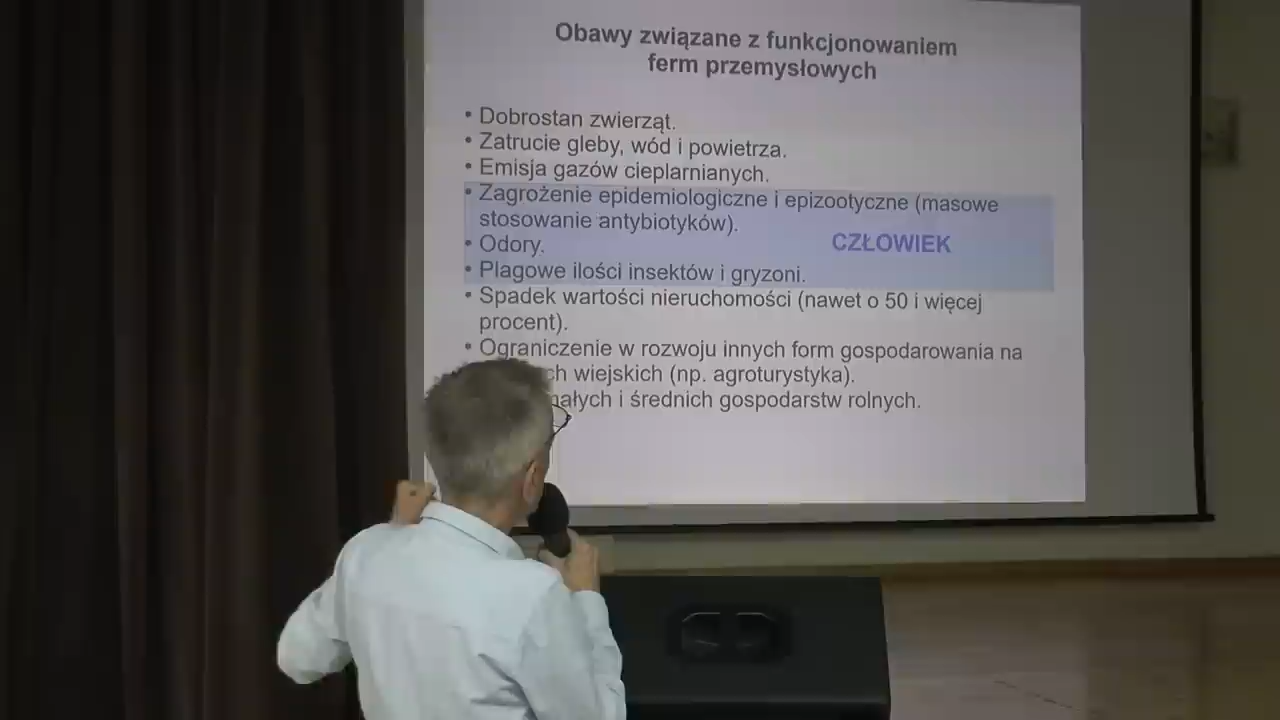 Obawy związane z funkcjonowaniem
ferm przemysłowych
• Dobrostan zwierząt.
• Zatrucie gleby, wód i powietrza.
• Emisja gazów cieplarnianych.
• Zagrożenie epidemiologiczne i epizootyczne (masowe
stosowanie antybiotyków).
• Odory.
CZŁOWIEK
• Plagowe ilości insektów i gryzoni.
• Spadek wartości nieruchomości (nawet o 50 i więcej
procent).
• Ograniczenie w rozwoju innych form gospodarowania na
wiejskich (np. agroturystyka).
i średnich gospodarstw rolnych.